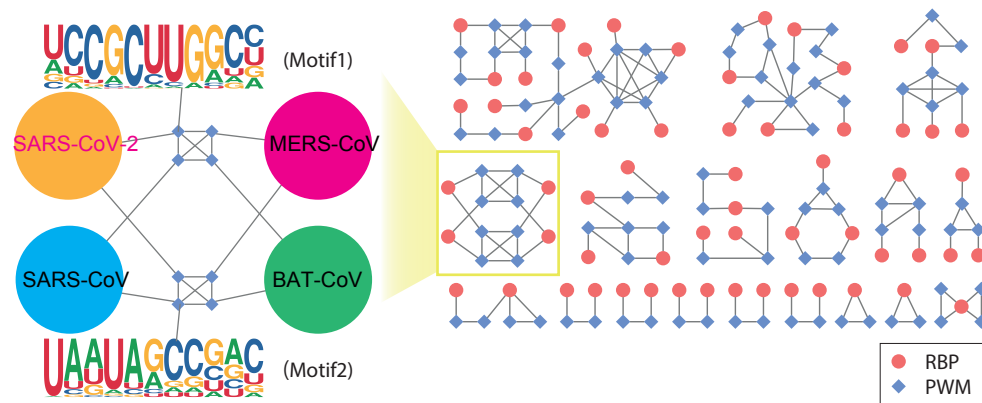 UCCGCUUGGCC (Motif1)
SARS-CoV-2
MERS-CoV
SARS-CoV
BAT-CoV
UAAUAGCCGAC (Motif2)
RBP
PWM